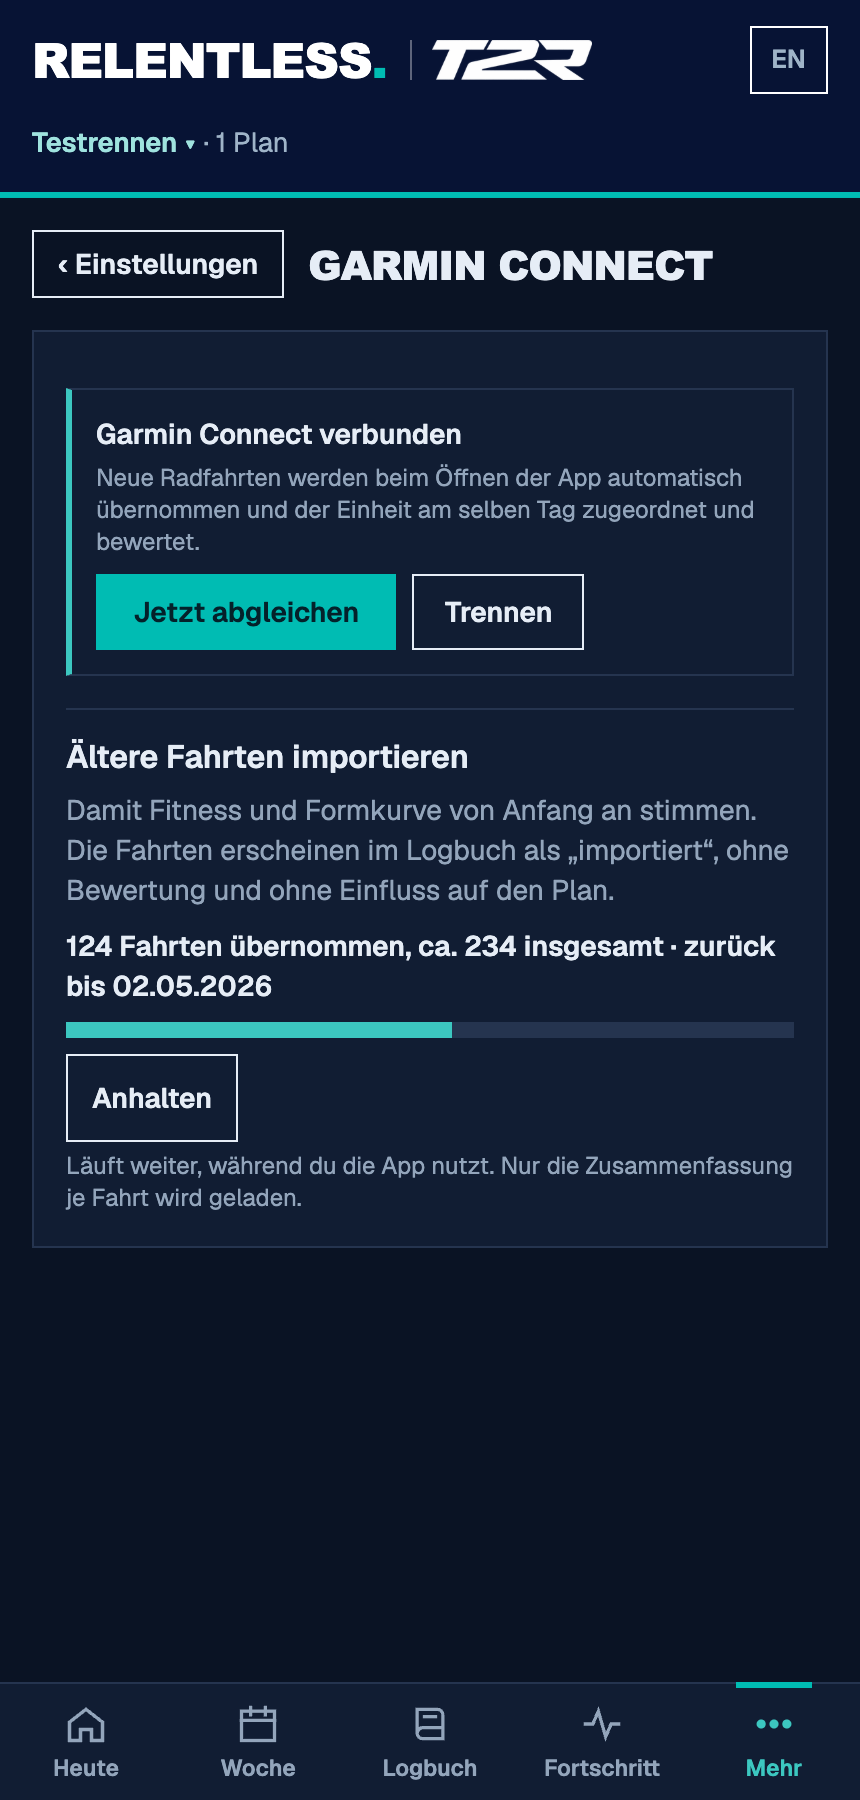 RELENTLESS. T2R
EN
Testrennen ▾ · 1 Plan
‹ Einstellungen
GARMIN CONNECT
Garmin Connect verbunden
Neue Radfahrten werden beim Öffnen der App automatisch
übernommen und der Einheit am selben Tag zugeordnet und
bewertet.
Jetzt abgleichen
Trennen
Ältere Fahrten importieren
Damit Fitness und Formkurve von Anfang an stimmen.
Die Fahrten erscheinen im Logbuch als „importiert“, ohne
Bewertung und ohne Einfluss auf den Plan.
124 Fahrten übernommen, ca. 234 insgesamt · zurück
bis 02.05.2026
Anhalten
Läuft weiter, während du die App nutzt. Nur die Zusammenfassung
je Fahrt wird geladen.
Heute
Woche
Logbuch
Fortschritt
Mehr